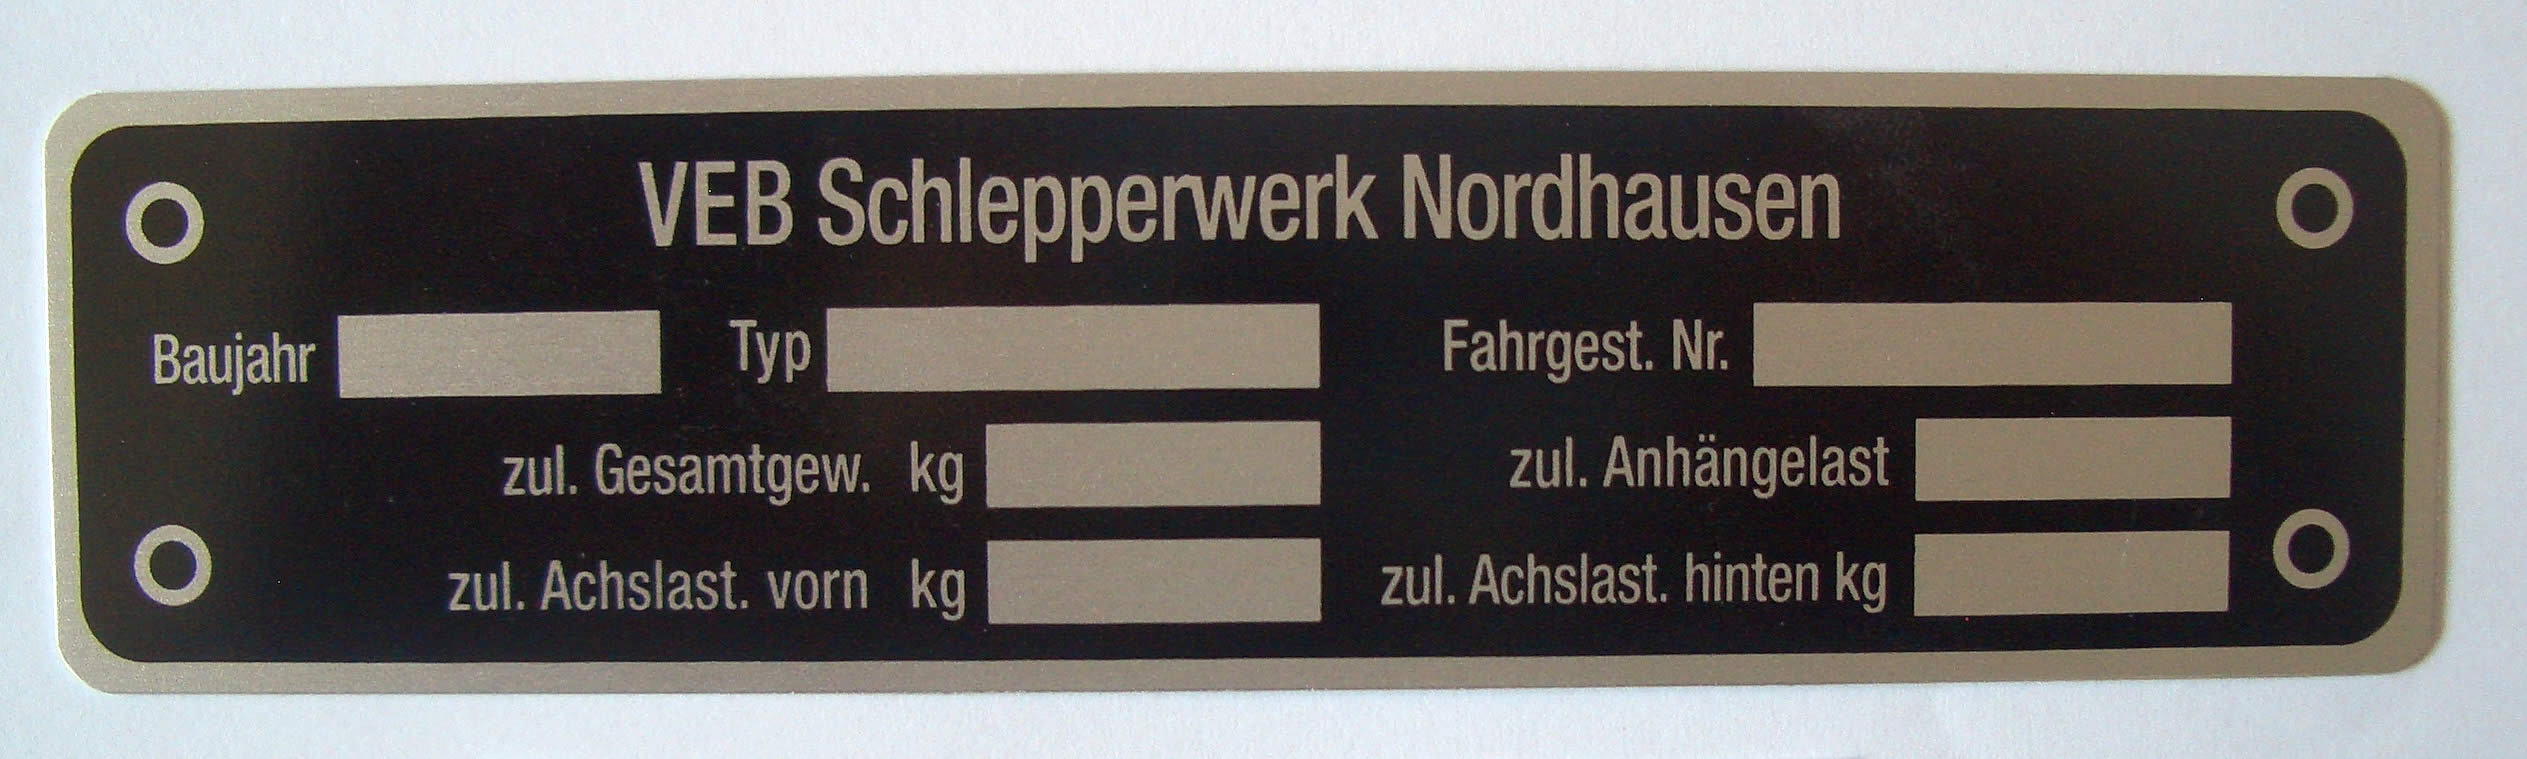 VEB Schlepperwerk Nordhausen
Baujahr Typ Fahrgest. Nr.
zul. Gesamtgew. kg zul. Anhängelast
zul. Achslast. vorn kg zul. Achslast. hinten kg